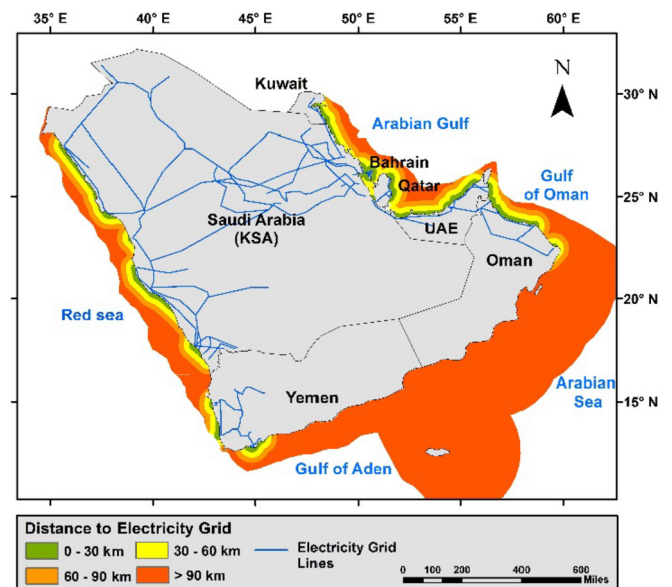 35° E 40° E 45° E 50° E 55° E 60° E
N
Kuwait
30° N
Arabian Gulf
Bahrain
Qatar
Gulf
of Oman
25° N
Saudi Arabia
(KSA)
UAE
Oman
20° N
Red sea
Arabian
Sea
Yemen
15° N
Gulf of Aden
Distance to Electricity Grid
0 - 30 km
30 - 60 km
Electricity Grid
Lines
60 - 90 km
> 90 km
0 100 200 400 600
Miles